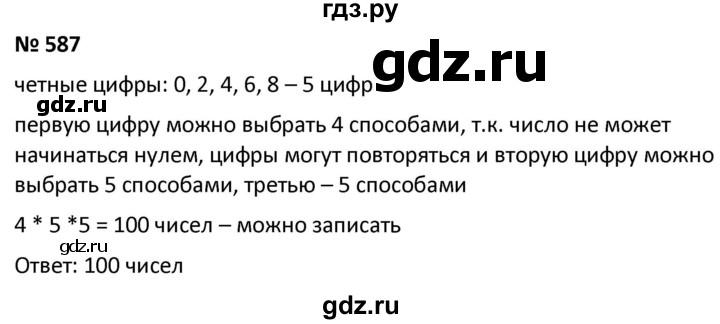 гдз.ру
№ 587
gdz.ru
четные цифры: 0, 2, 4, 6, 8 – 5 цифр
gdz.ru
первую цифру можно выбрать 4 способами, т.к. число не может
начинаться нулем, цифры могут повторяться и вторую цифру можно
выбрать 5 способами, третью – 5 способами
4 * 5 *5 = 100 чисел – можно записать
gdz.ru
Ответ: 100 чисел
gdz.ru